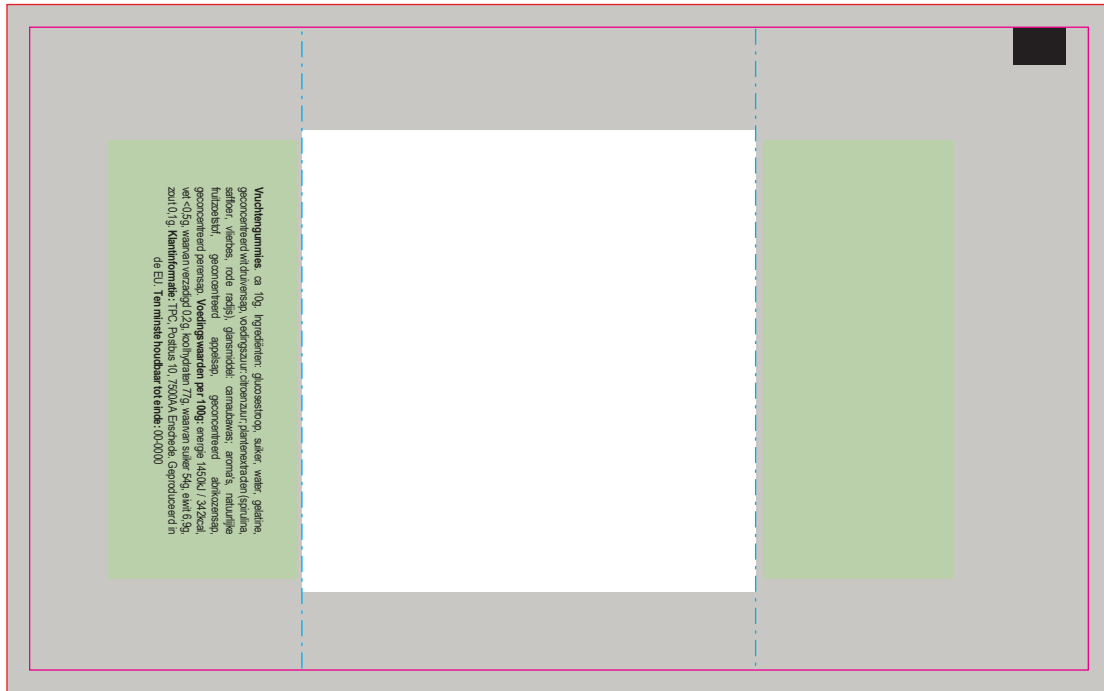 Vruchtengummies. ca 10g. Ingrediënten: glucosestroop, suiker, water, gelatine,
geconcentreerd witdruivensap, voedingszuur: citroenzuur; plantenextracten (spirulina,
saffloer, vlierbes, rode radijs), glansmiddel: carnaubawas; aroma's, natuurlijke
fruitzoetstof, geconcentreerd appelsap, geconcentreerd abrikozensap,
geconcentreerd perensap. Voedingswaarden per 100g: energie 1450kJ / 342kcal,
vet <0,5g, waarvan verzadigd 0,2g, koolhydraten 77g, waarvan suiker 54g, eiwit 6,9g,
zout 0,1g. Klantinformatie: TPC, Postbus 10, 7500AA Enschede. Geproduceerd in
de EU. Ten minste houdbaar tot einde: 00-0000